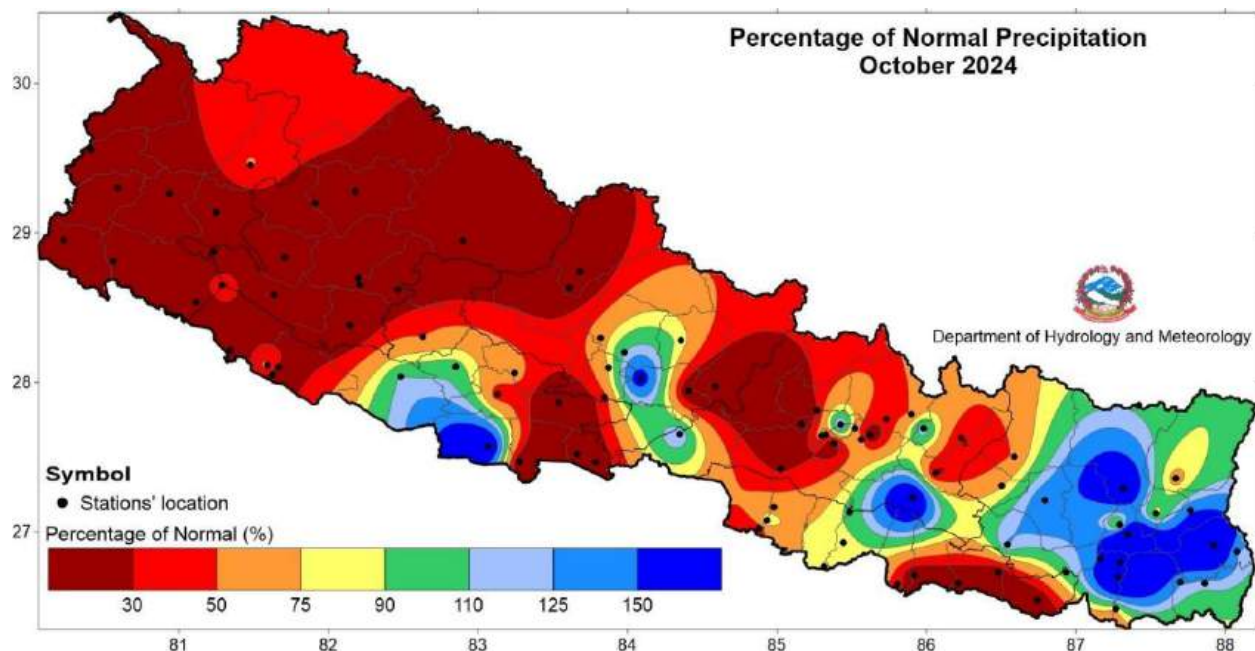 Percentage of Normal Precipitation
October 2024
30
29
28
27
Department of Hydrology and Meteorology
Symbol
Stations' location
Percentage of Normal (%)
30 50 75 90 110 125 150
81 82 83 84 85 86 87 88